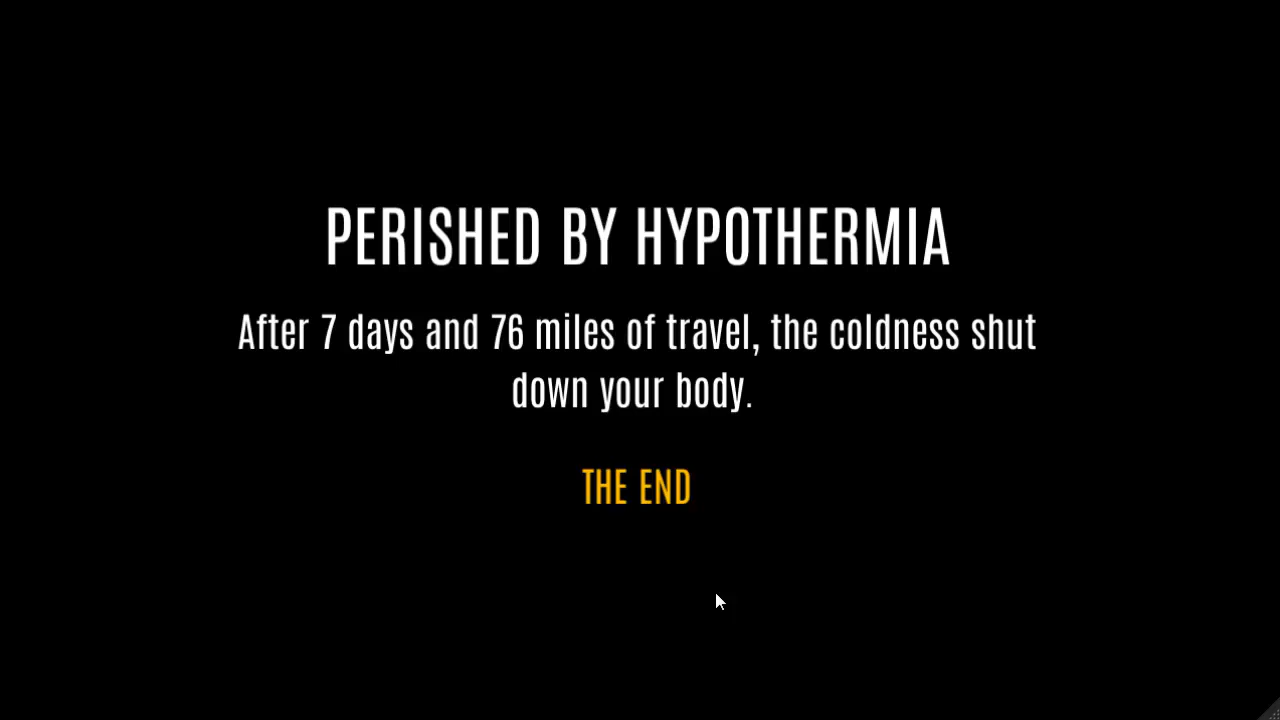 PERISHED BY HYPOTHERMIA
After 7 days and 76 miles of travel, the coldness shut
down your body.
THE END